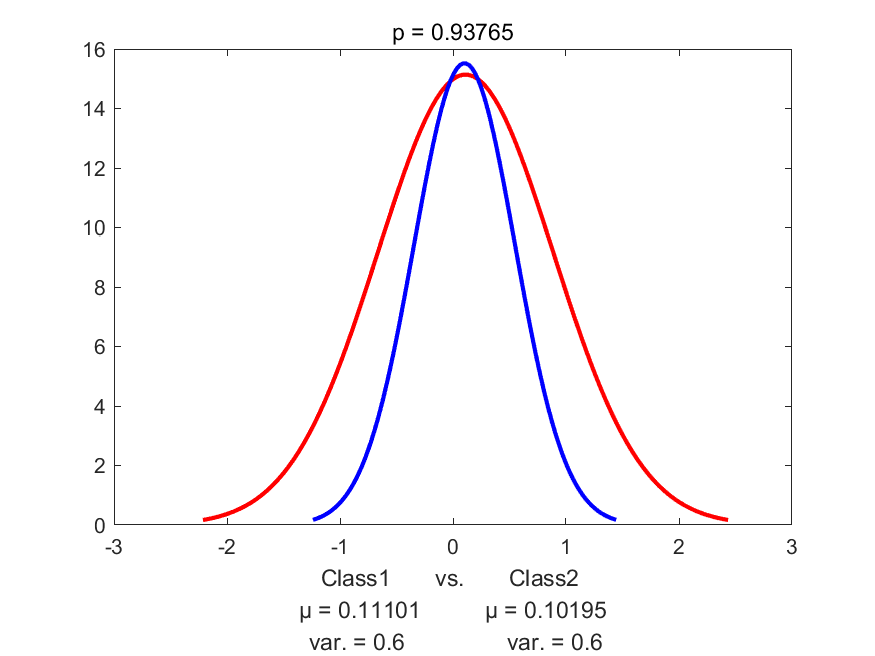 p = 0.93765
16
14
12
10
8
6
4
2
0
-3 -2 -1 0 1 2 3
Class1 vs. Class2
μ = 0.11101 μ = 0.10195
var. = 0.6 var. = 0.6